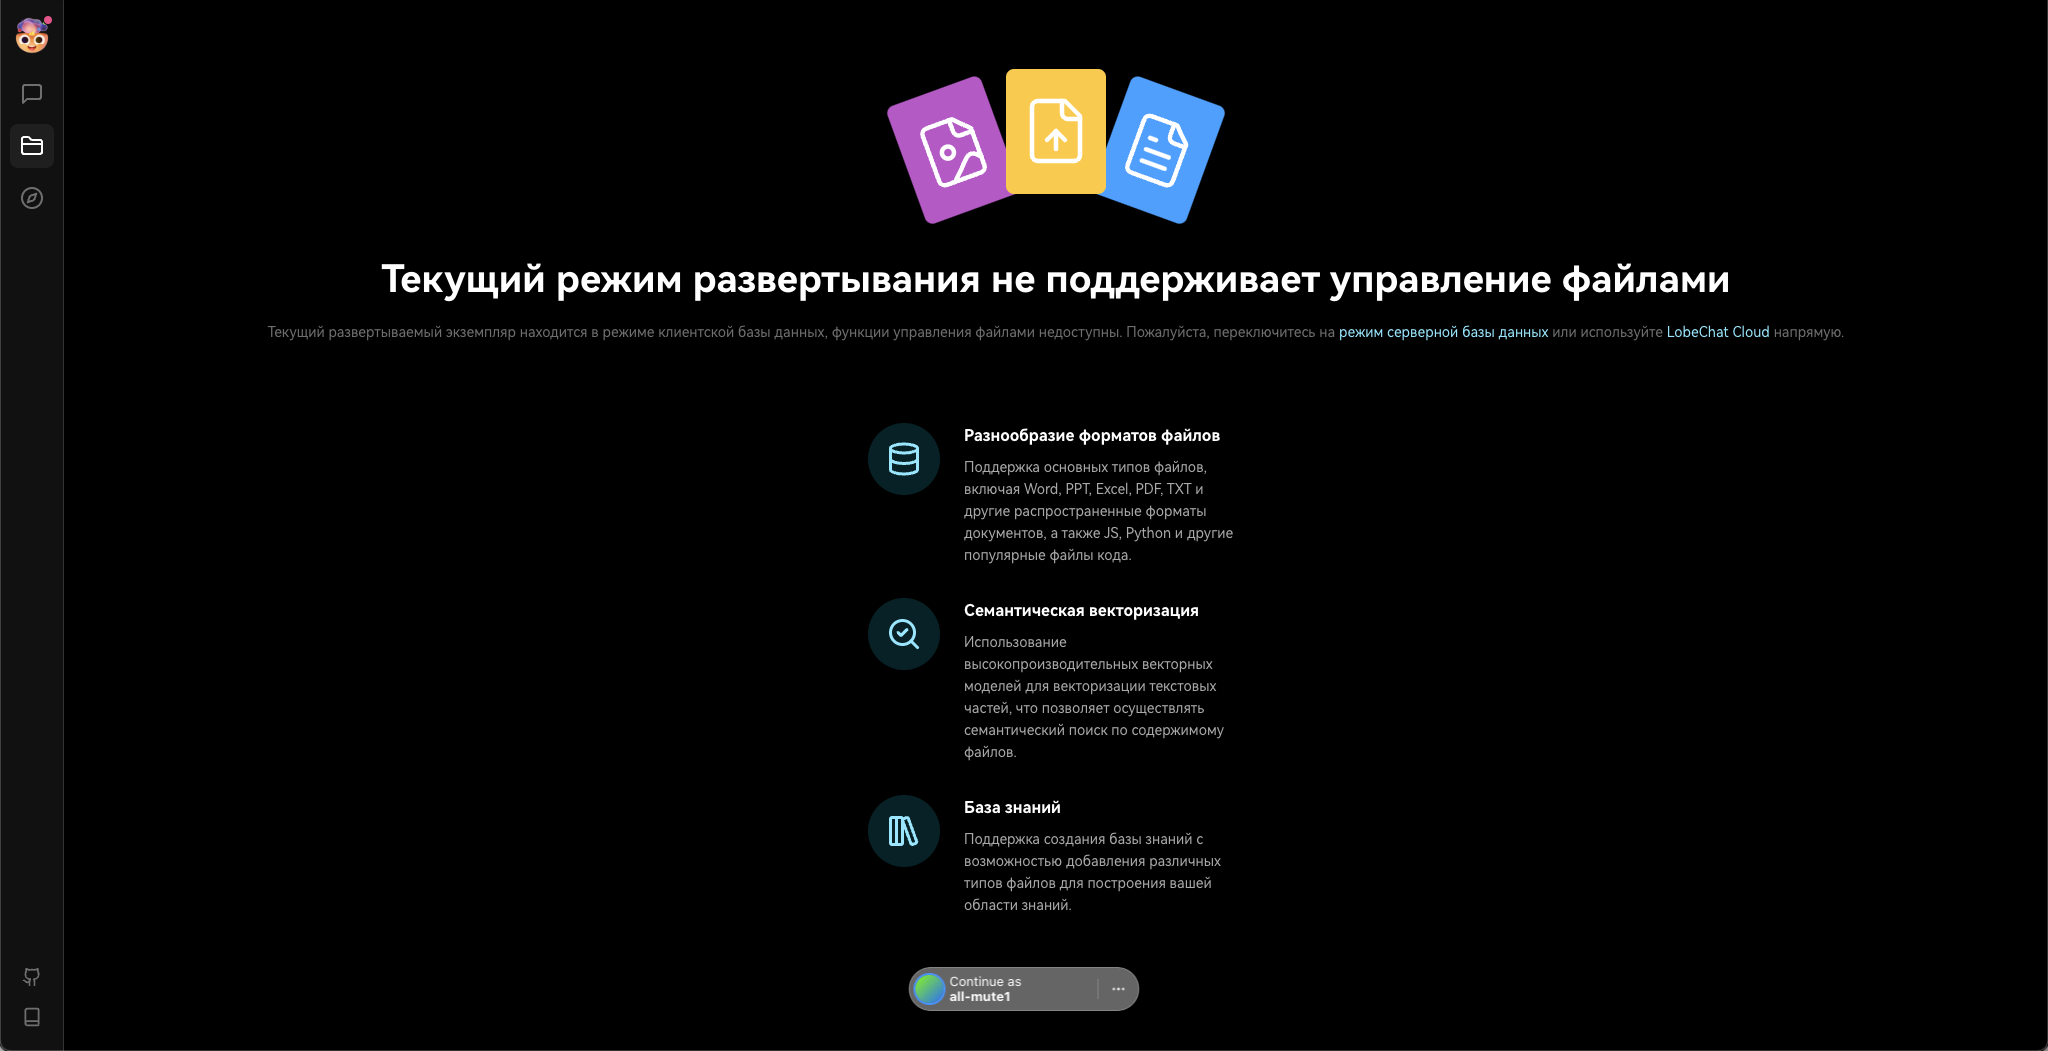 Текущий режим развертывания не поддерживает управление файлами
Текущий развертываемый экземпляр находится в режиме клиентской базы данных, функции управления файлами недоступны. Пожалуйста, переключитесь на режим серверной базы данных или используйте LobeChat Cloud напрямую.
Разнообразие форматов файлов
Поддержка основных типов файлов,
включая Word, PPT, Excel, PDF, TXT и
другие распространенные форматы
документов, а также JS, Python и другие
популярные файлы кода.
Семантическая векторизация
Использование
высокопроизводительных векторных
моделей для векторизации текстовых
частей, что позволяет осуществлять
семантический поиск по содержимому
файлов.
База знаний
Поддержка создания базы знаний с
возможностью добавления различных
типов файлов для построения вашей
области знаний.
Continue as
all-mute1